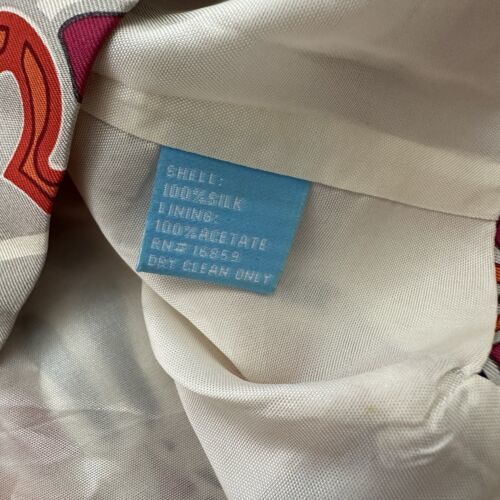 SHELL:
100%SILK
LINING:
100%ACETATE
RN#16859
DRY CLEAN ONLY